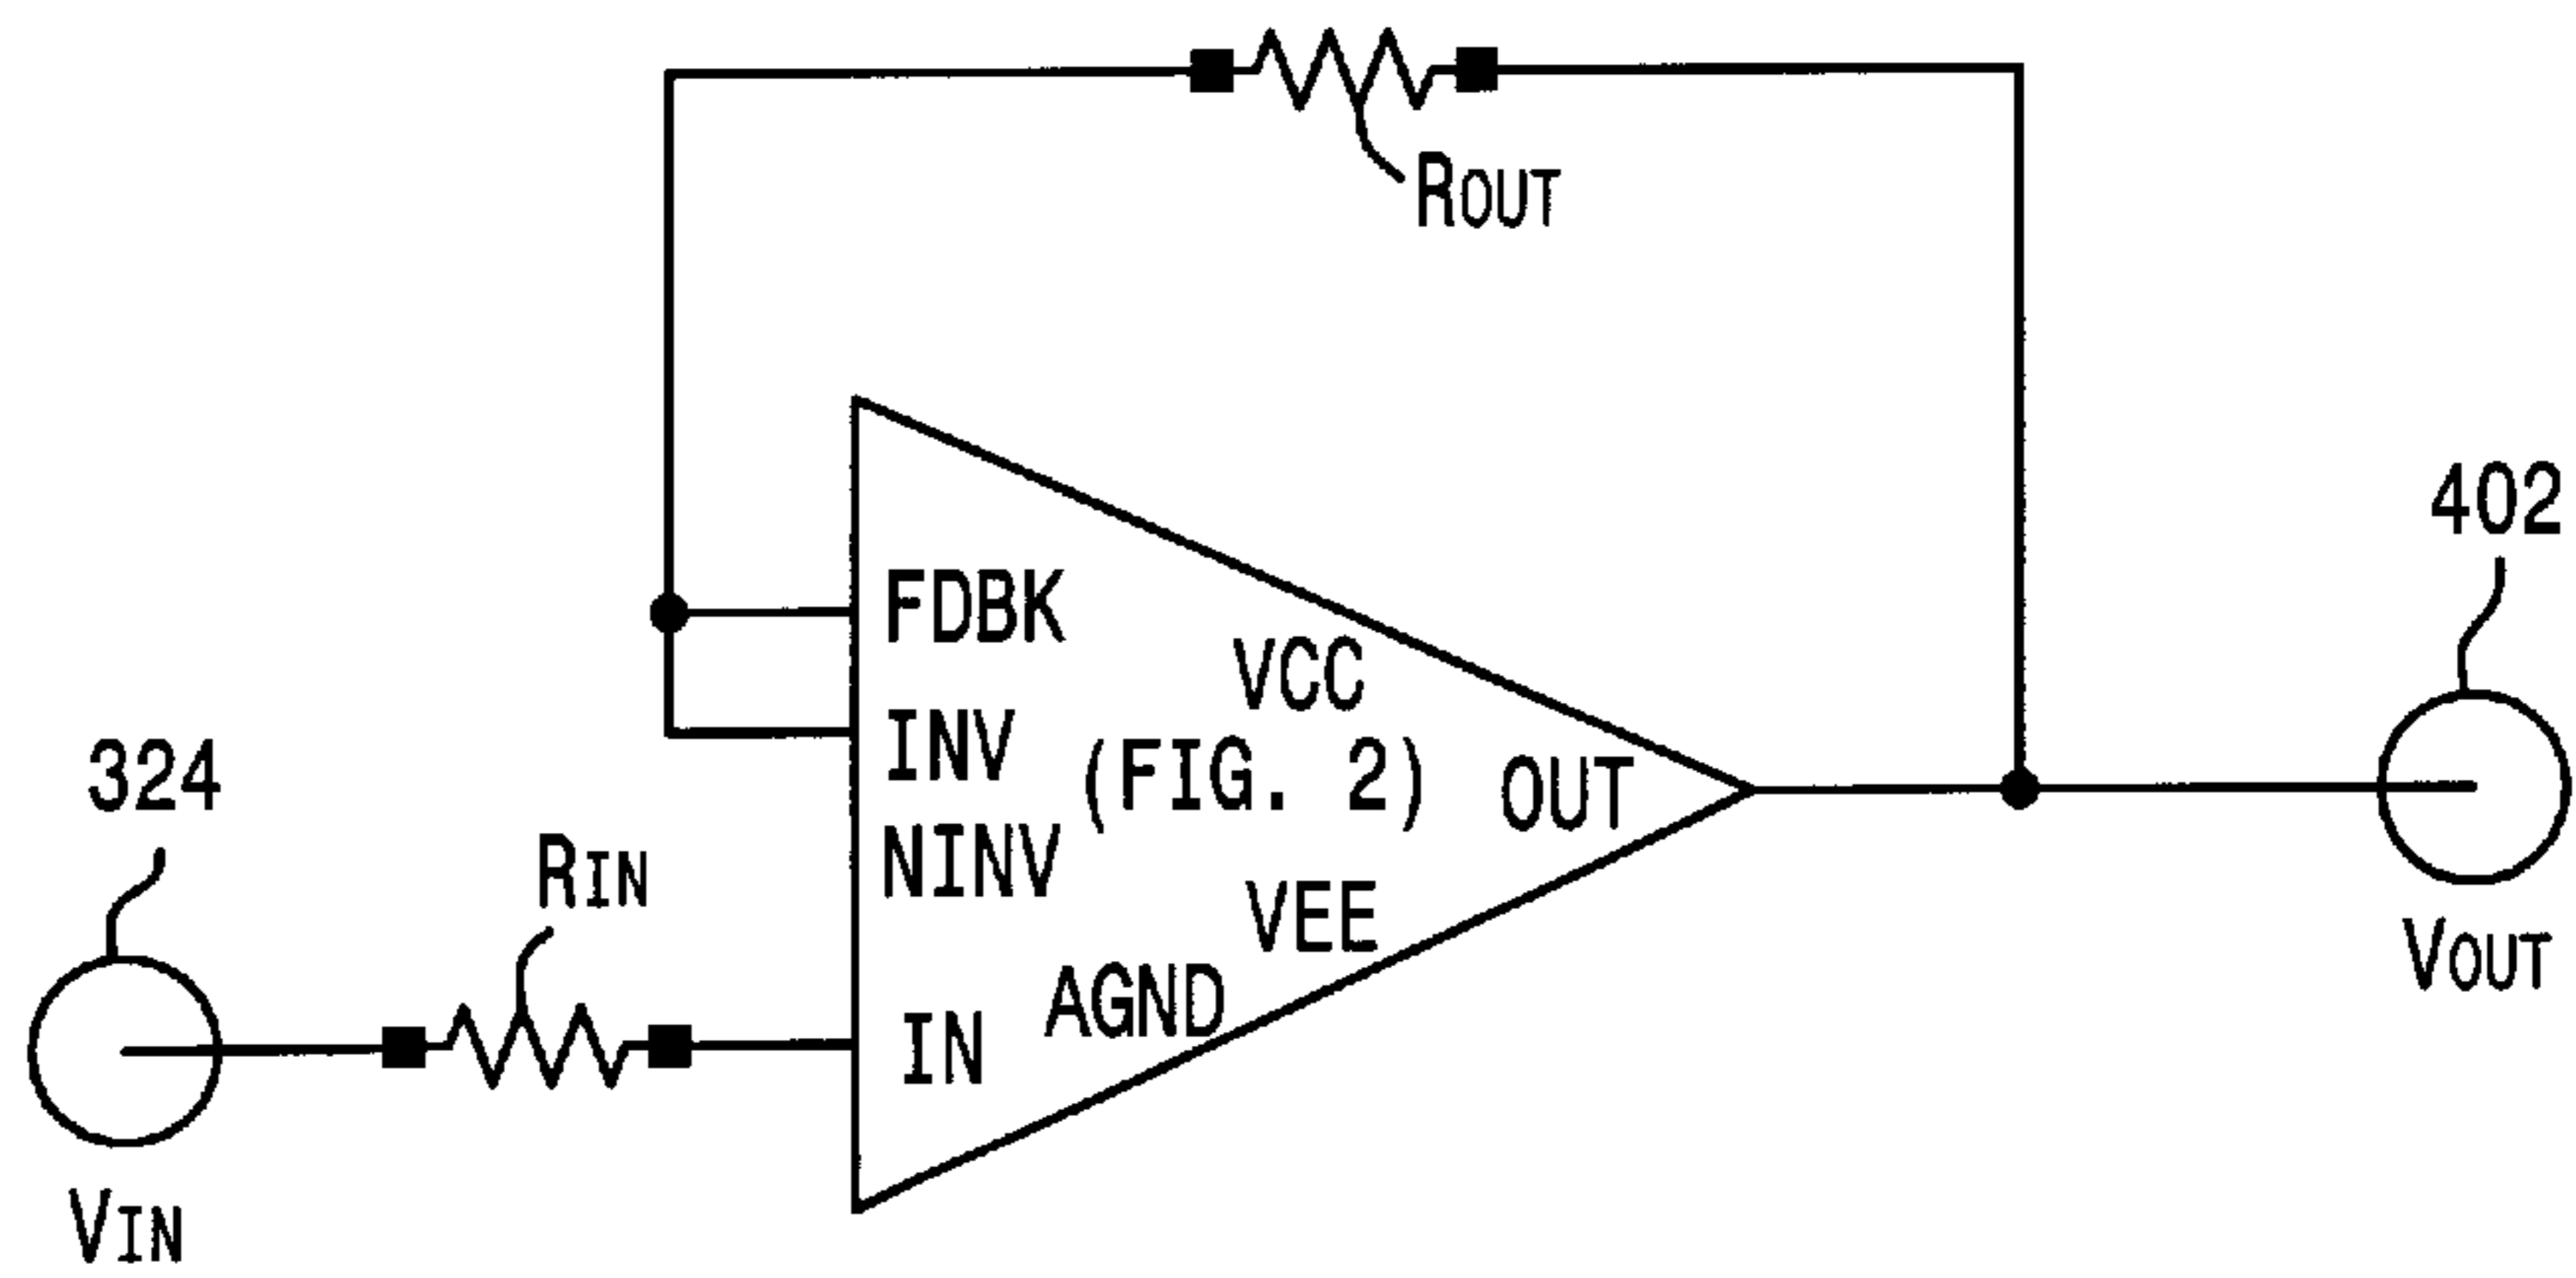 ROUT
402
FDBK
VCC
INV
(FIG. 2)
OUT
324
NINV
RIN
VEE
VOUT
AGND
IN
VIN